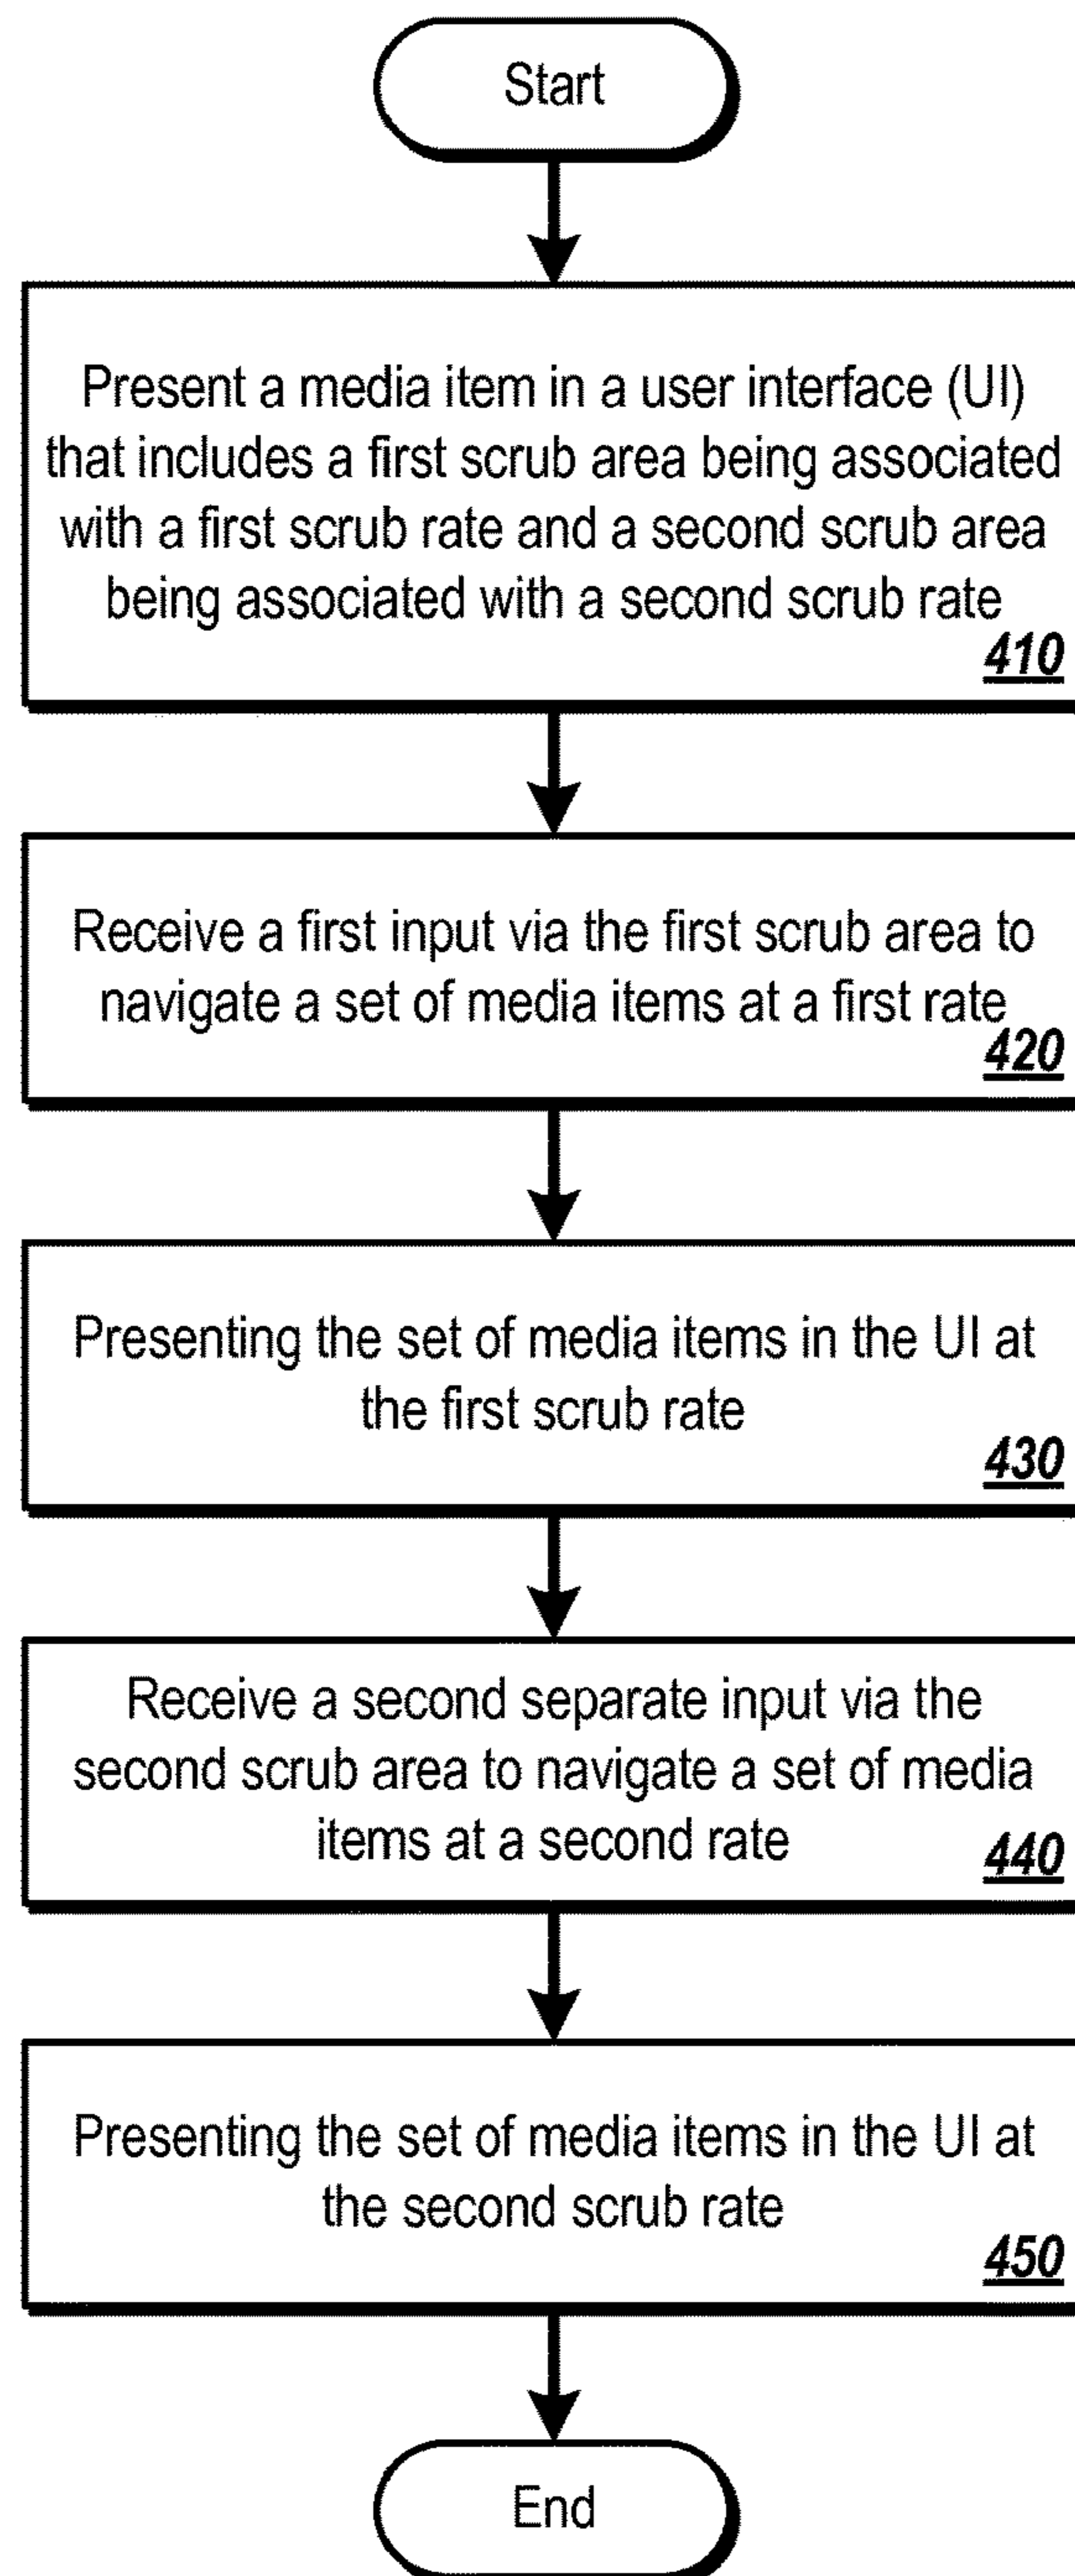 Start
Present a media item in a user interface (UI)
that includes a first scrub area being associated
with a first scrub rate and a second scrub area
being associated with a second scrub rate
410
Receive a first input via the first scrub area to
navigate a set of media items at a first rate
420
Presenting the set of media items in the UI at
the first scrub rate
430
Receive a second separate input via the
second scrub area to navigate a set of media
items at a second rate
440
Presenting the set of media items in the UI at
the second scrub rate
450
End